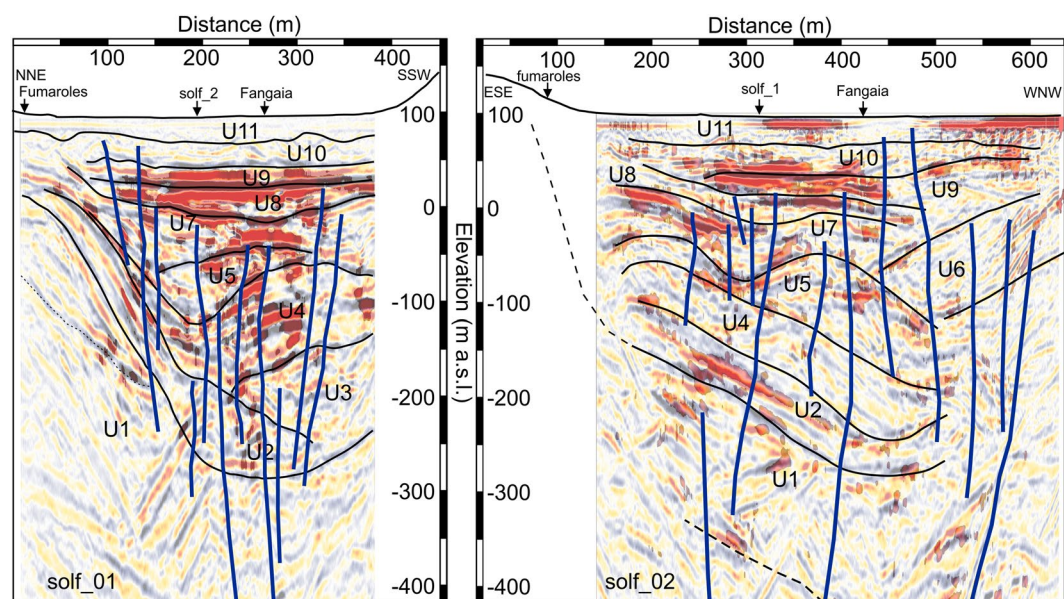 Distance (m)
100 200 300
NNE
SSW
Fumaroles
solf_2
Fangaia
100
0
-100
-200
-300
-400
Elevation (m a.s.l.)
U11
U10
U9
U8
U7
U5
U4
U3
U1
U2
solf_01
Distance (m)
100 200 300 400 500 600
fumaroles
ESE
solf_1
Fangaia
WNW
100
0
-100
-200
-300
-400
U11
U10
U8
U9
U7
U6
U5
U4
U2
U1
solf_02